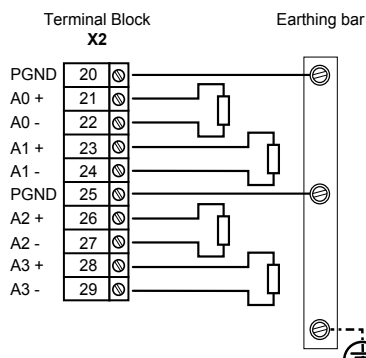 Terminal Block Earthing bar
X2
PGND 20
A0 + 21
A0 - 22
A1 + 23
A1 - 24
PGND 25
A2 + 26
A2 - 27
A3 + 28
A3 - 29